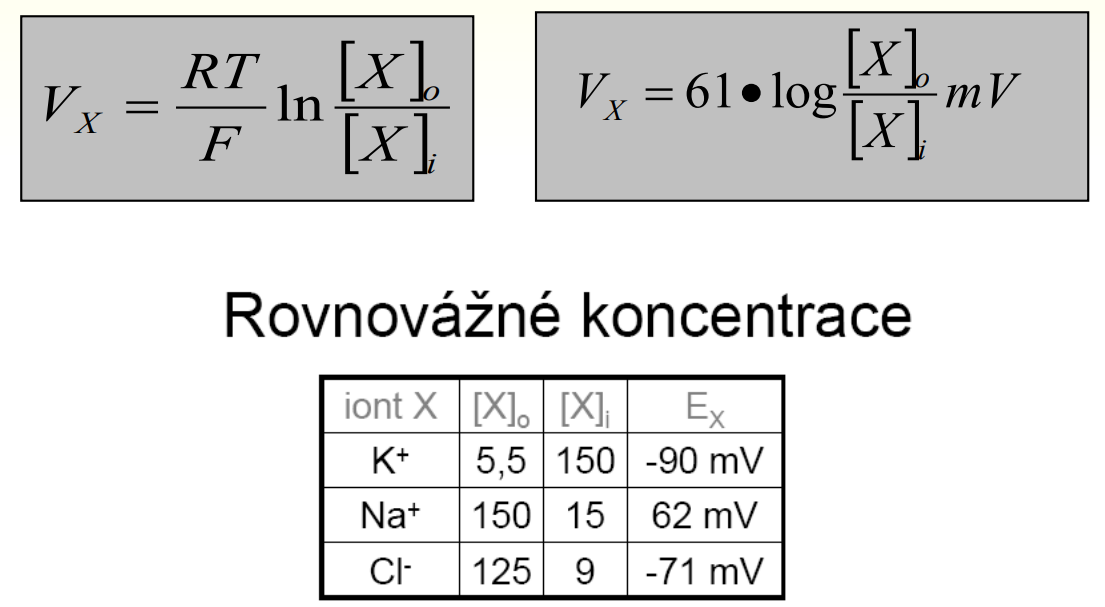 V_X = RT/F ln [X]_o/[X]_i
V_X = 61•log [X]_o/[X]_i mV
Rovnovážné koncentrace
iont X [X]ₒ [X]ᵢ E_X
K⁺ 5,5 150 -90 mV
Na⁺ 150 15 62 mV
Cl⁻ 125 9 -71 mV